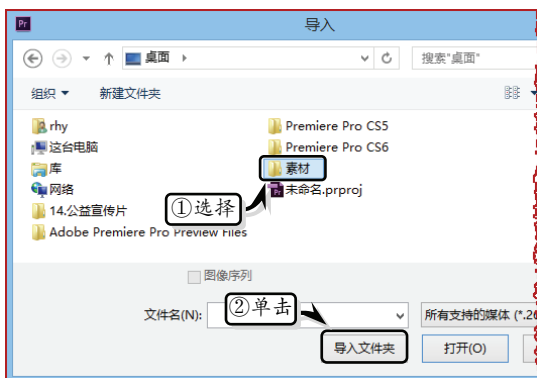 Pr 导入
桌面
搜索"桌面"
组织 新建文件夹
rhy
这台电脑
库
网络
14.公益宣传片
Adobe Premiere Pro Preview Files
Premiere Pro CS5
Premiere Pro CS6
素材
未命名.prproj
①选择
图像序列
②单击
文件名(N):
所有支持的媒体 (*.26
导入文件夹 打开(O)